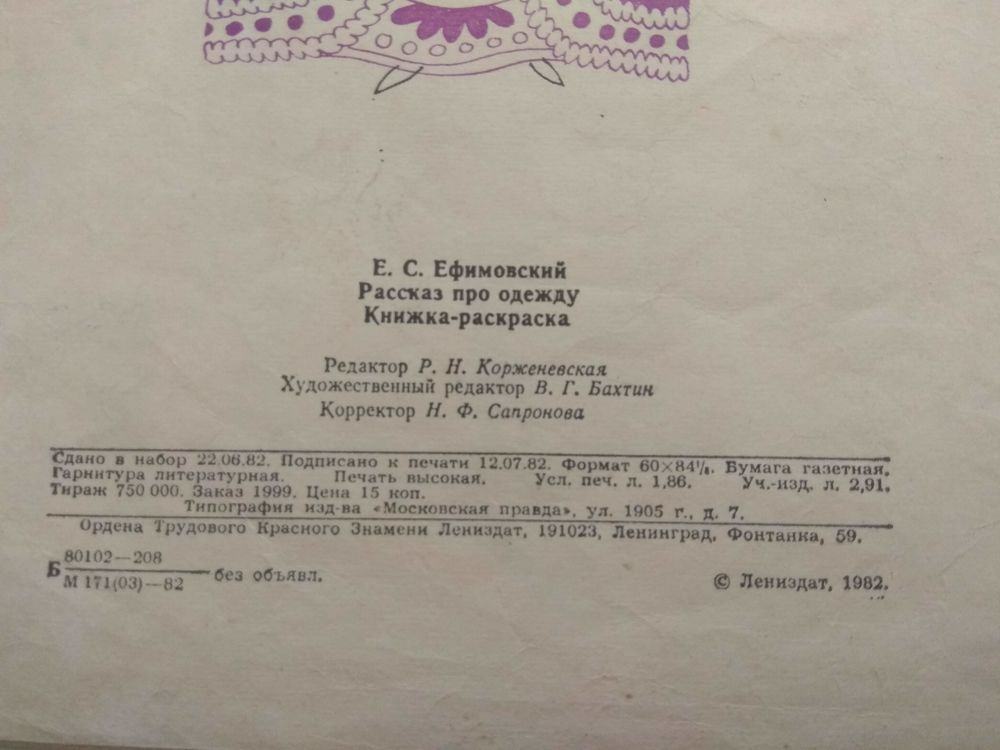 Е. С. Ефимовский
Рассказ про одежду
Книжка-раскраска
Редактор Р. Н. Корженевская
Художественный редактор В. Г. Бахтин
Корректор Н. Ф. Сапронова
Сдано в набор 22.06.82. Подписано к печати 12.07.82. Формат 60×84¹/₈. Бумага газетная.
Гарнитура литературная. Печать высокая. Усл. печ. л. 1,86. Уч.-изд. л. 2,91.
Тираж 750 000. Заказ 1999. Цена 15 коп.
Типография изд-ва «Московская правда», ул. 1905 г., д. 7.
Ордена Трудового Красного Знамени Лениздат, 191023, Ленинград, Фонтанка, 59.
80102—208
Б М 171(03)—82 без объявл.
© Лениздат, 1982.